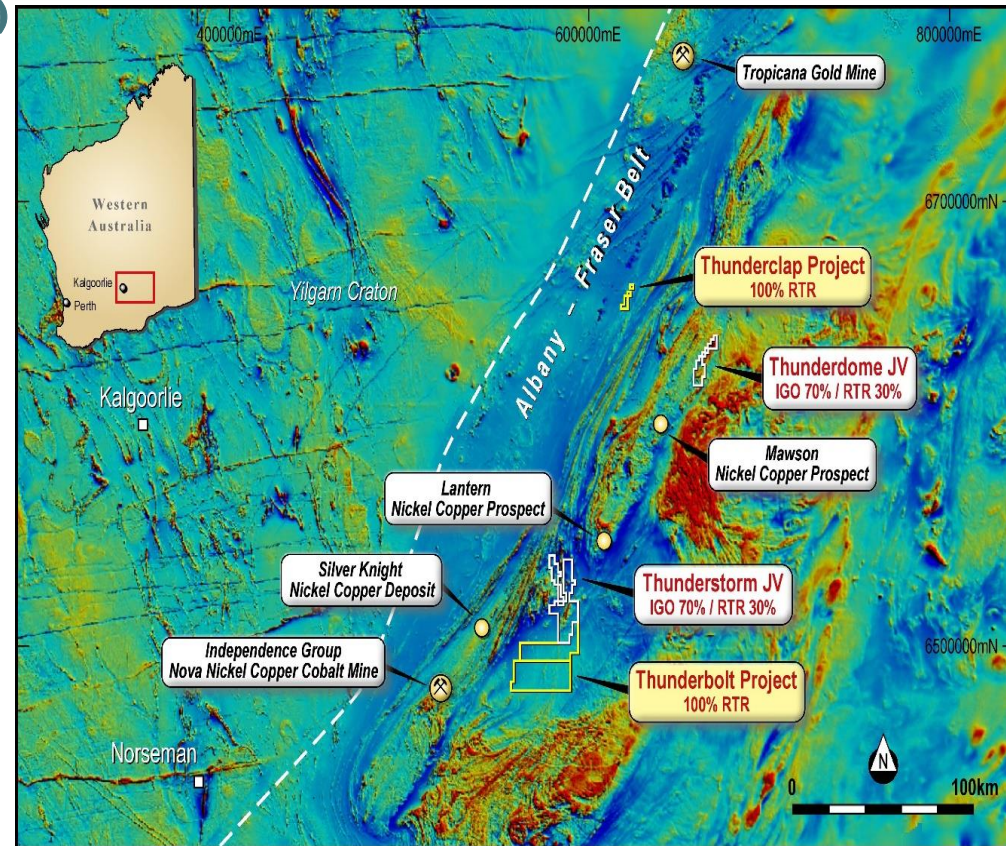 400000mE
600000mE
800000mE
Tropicana Gold Mine
Western
Australia
Kalgoorlie
Perth
Yilgarn Craton
Albany - Fraser Belt
6700000mN
Thunderclap Project
100% RTR
Thunderdome JV
IGO 70% / RTR 30%
Kalgoorlie
Mawson
Nickel Copper Prospect
Lantern
Nickel Copper Prospect
Silver Knight
Nickel Copper Deposit
Thunderstorm JV
IGO 70% / RTR 30%
Independence Group
Nova Nickel Copper Cobalt Mine
6500000mN
Thunderbolt Project
100% RTR
Norseman
N
0
100km